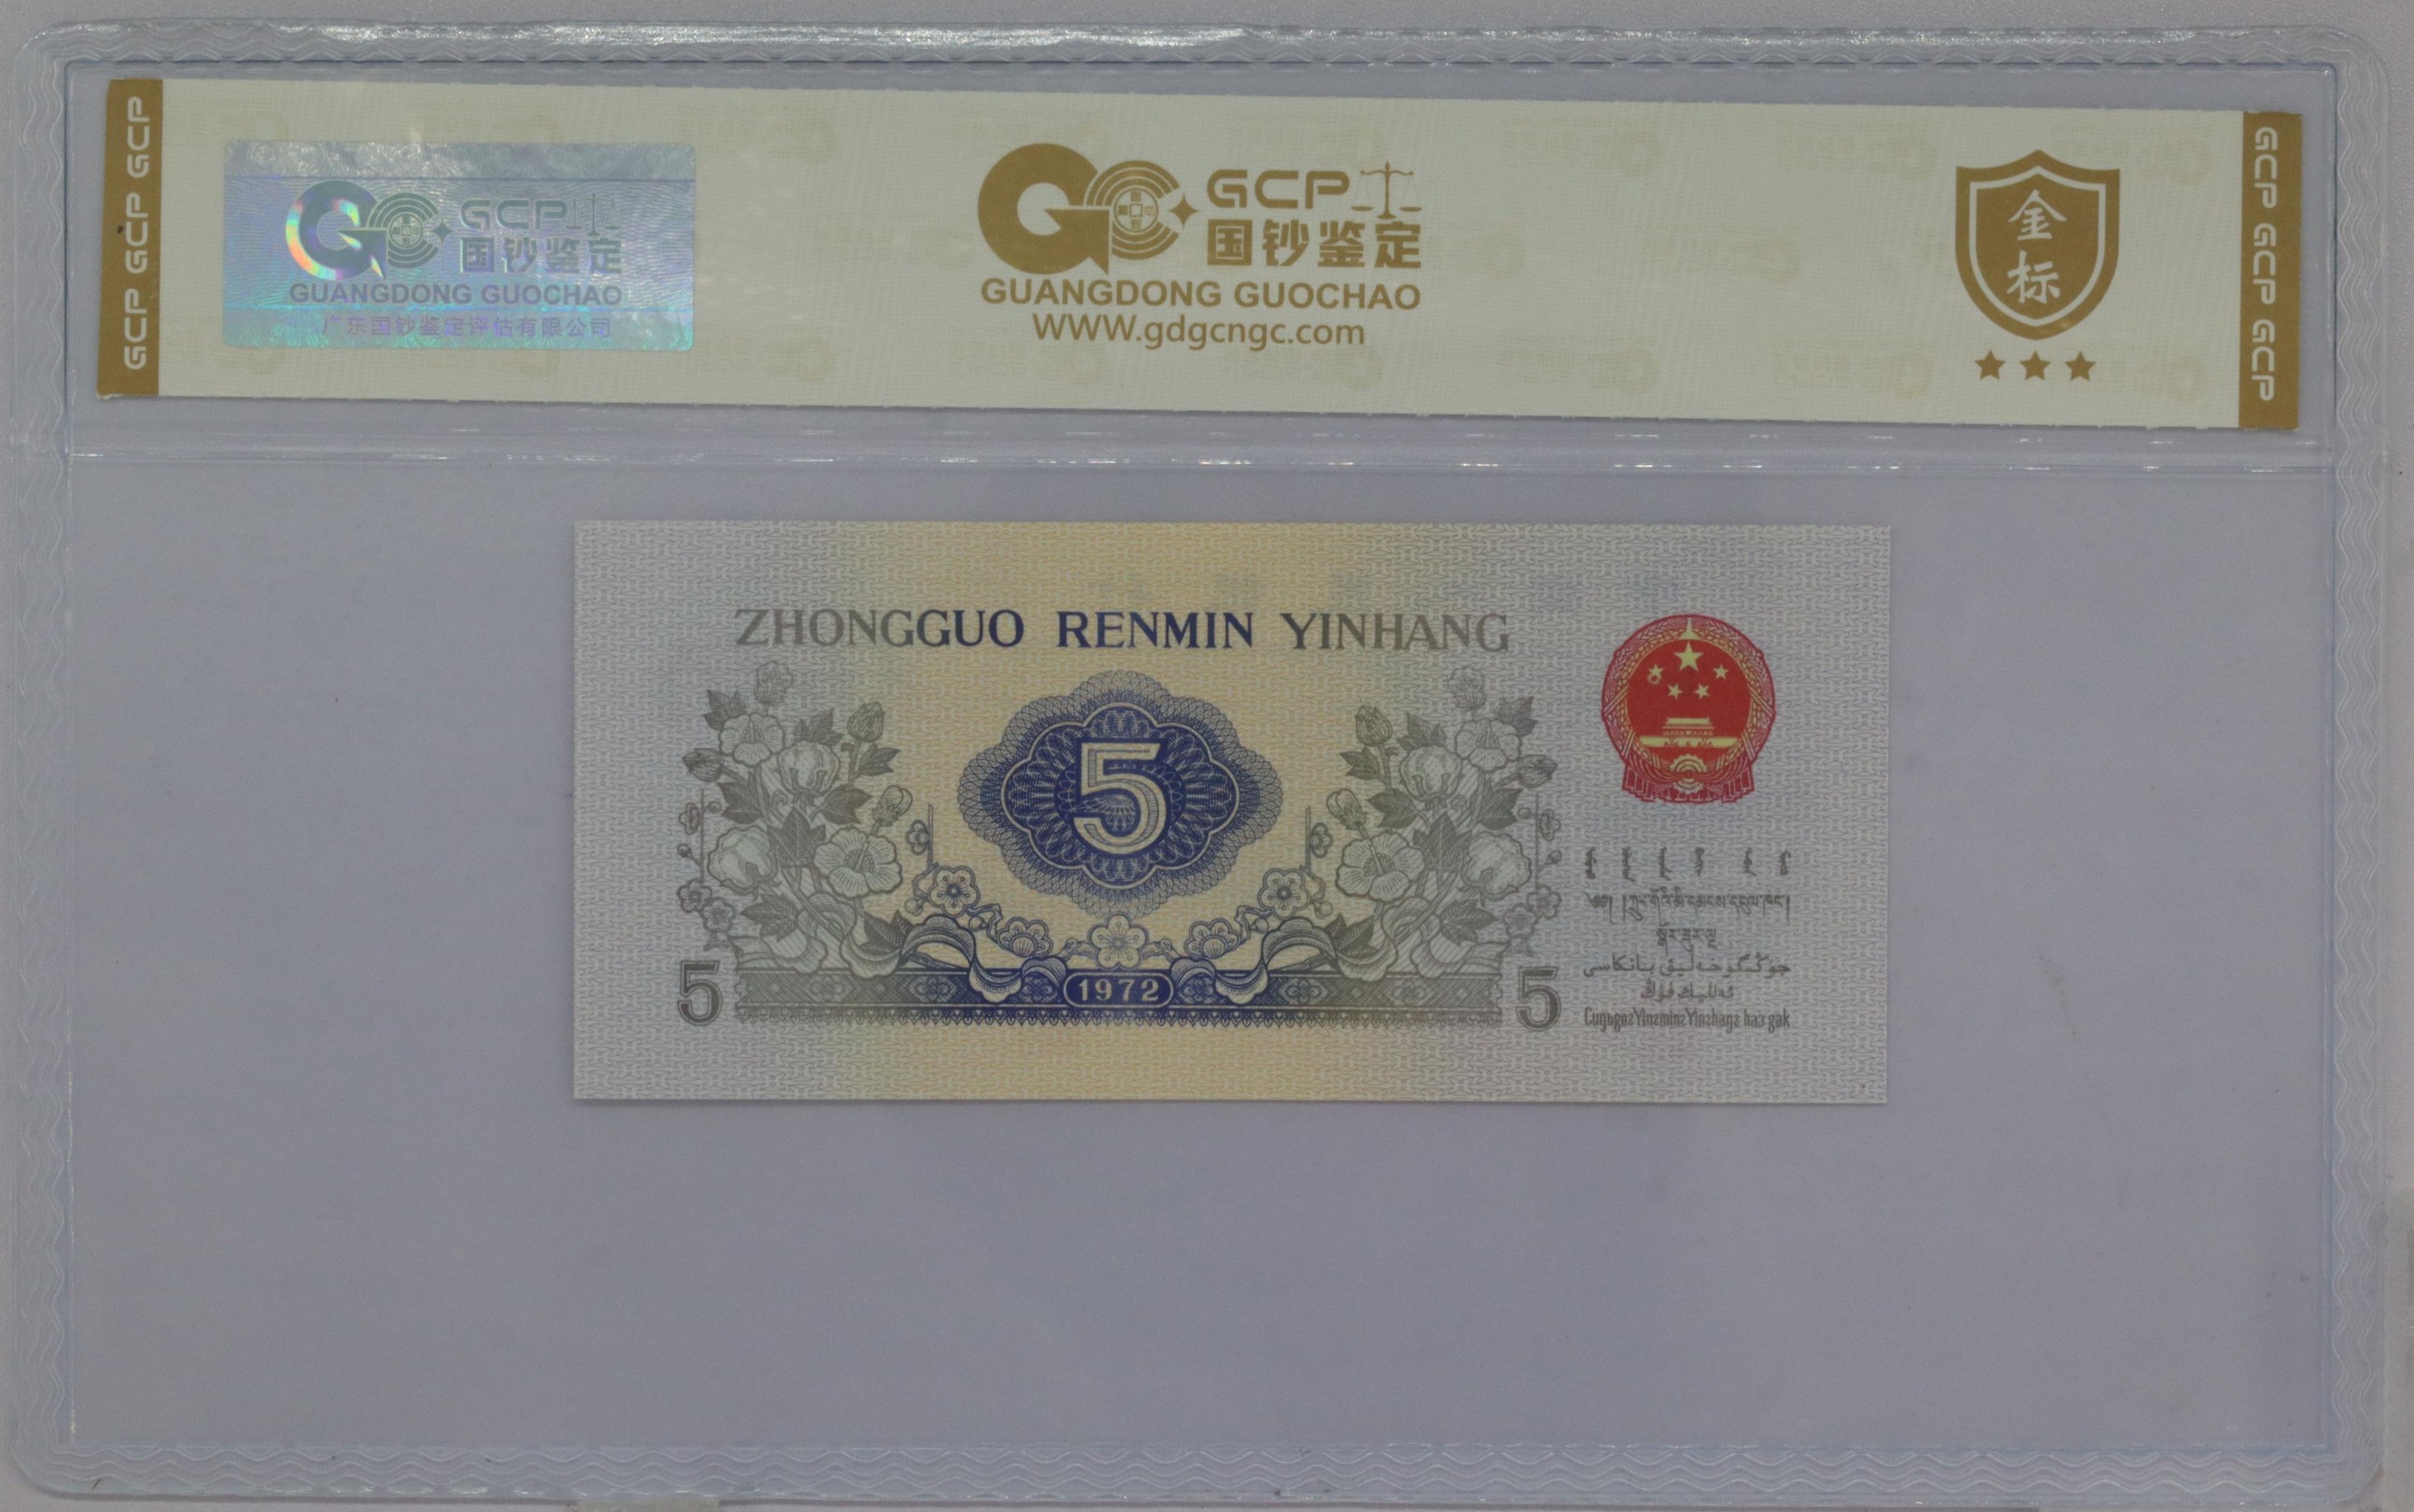 GCP GCP GCP
GCP
国钞鉴定
GUANGDONG GUOCHAO
广东国钞鉴定评估有限公司
GCP
国钞鉴定
GUANGDONG GUOCHAO
WWW.gdgcngc.com
金
标
GCP GCP GCP
ZHONGGUO RENMIN YINHANG
5
1972
5
5